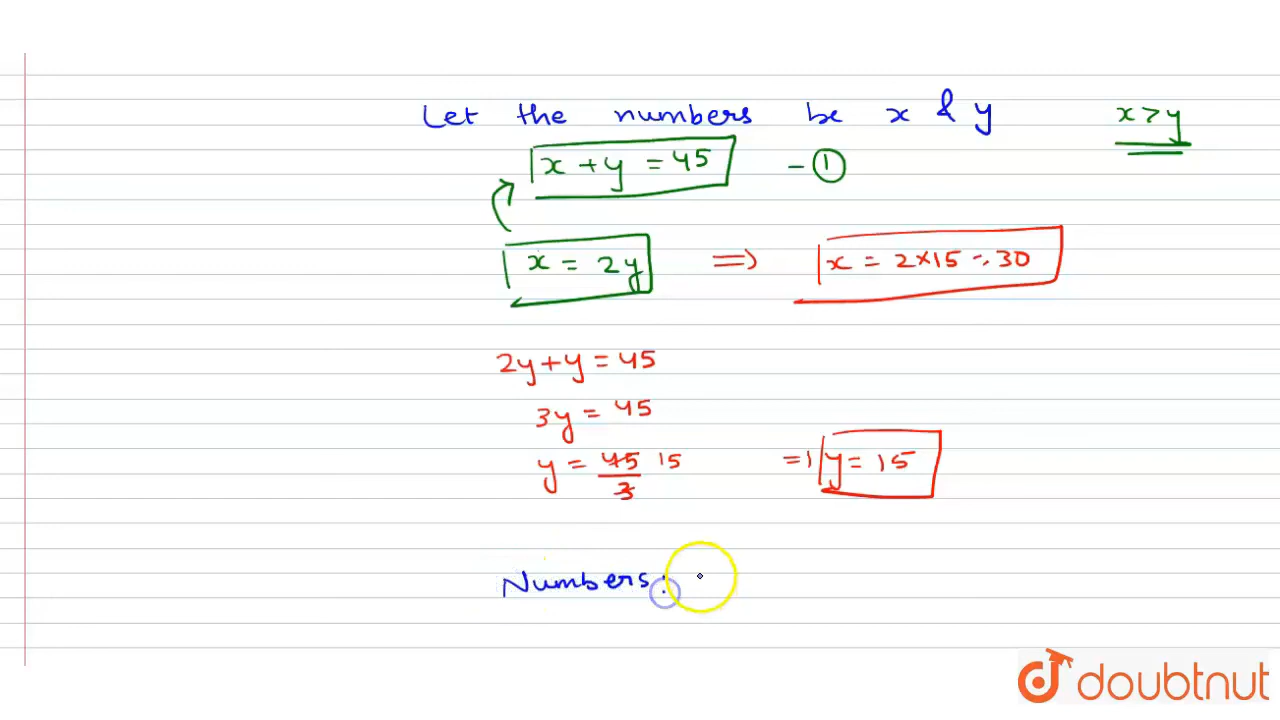 Let the numbers be x & y x > y
x + y = 45 - ①
x = 2y ⇒ x = 2×15 = 30
2y + y = 45
3y = 45
y = 45/3 15 ⇒ y = 15
Numbers:
doubtnut